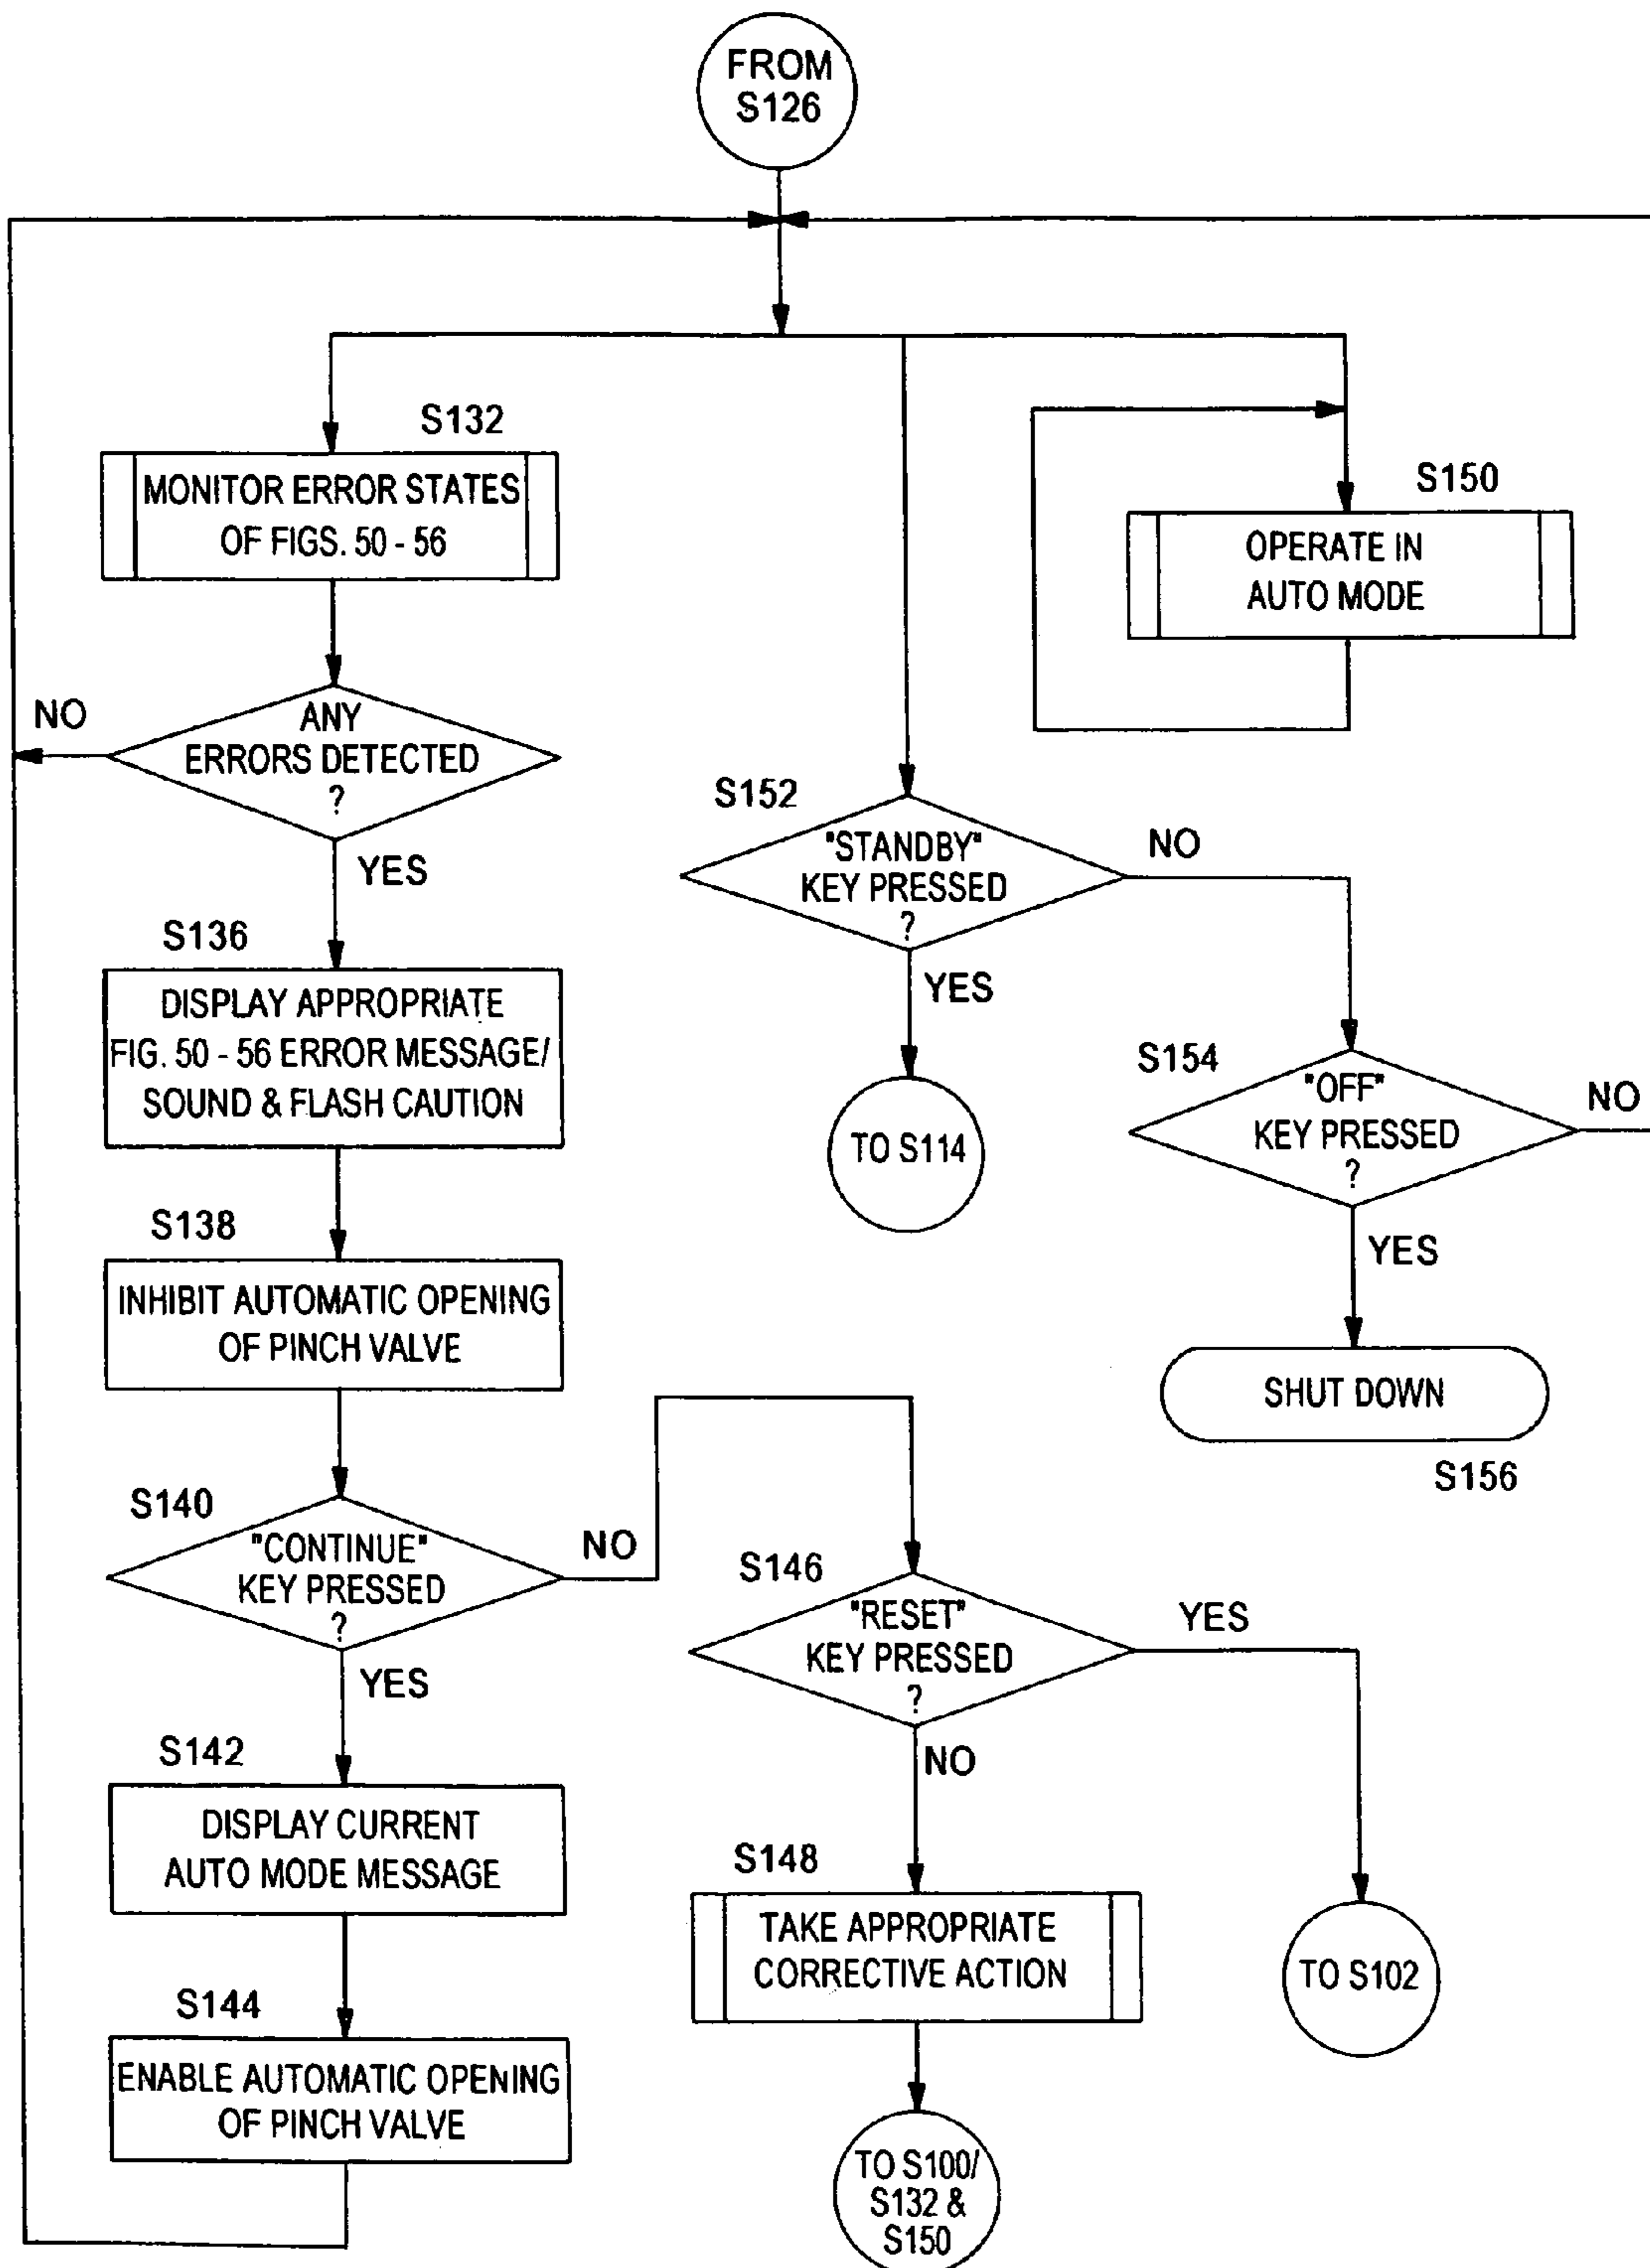 FROM
S126
S132
MONITOR ERROR STATES
OF FIGS. 50 - 56
S150
OPERATE IN
AUTO MODE
NO
ANY
ERRORS DETECTED
?
YES
S152
"STANDBY"
KEY PRESSED
?
NO
YES
S136
DISPLAY APPROPRIATE
FIG. 50 - 56 ERROR MESSAGE/
SOUND & FLASH CAUTION
TO S114
S154
"OFF"
KEY PRESSED
?
NO
YES
S138
INHIBIT AUTOMATIC OPENING
OF PINCH VALVE
SHUT DOWN
S156
S140
"CONTINUE"
KEY PRESSED
?
NO
YES
S146
"RESET"
KEY PRESSED
?
YES
NO
S142
DISPLAY CURRENT
AUTO MODE MESSAGE
S148
TAKE APPROPRIATE
CORRECTIVE ACTION
TO S102
S144
ENABLE AUTOMATIC OPENING
OF PINCH VALVE
TO S100/
S132 &
S150